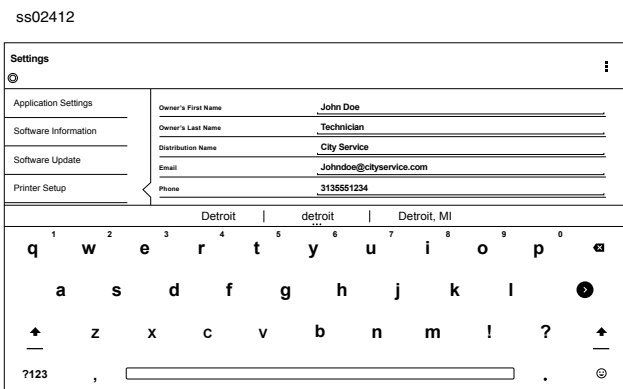 ss02412
Settings
Application Settings
Software Information
Software Update
Printer Setup
Owner's First Name John Doe
Owner's Last Name Technician
Distribution Name City Service
Email Johndoe@cityservice.com
Phone 3135551234
Detroit | detroit | Detroit, MI
1 2 3 4 5 6 7 8 9 0
q w e r t y u i o p
a s d f g h j k l
z x c v b n m ! ?
?123 , .